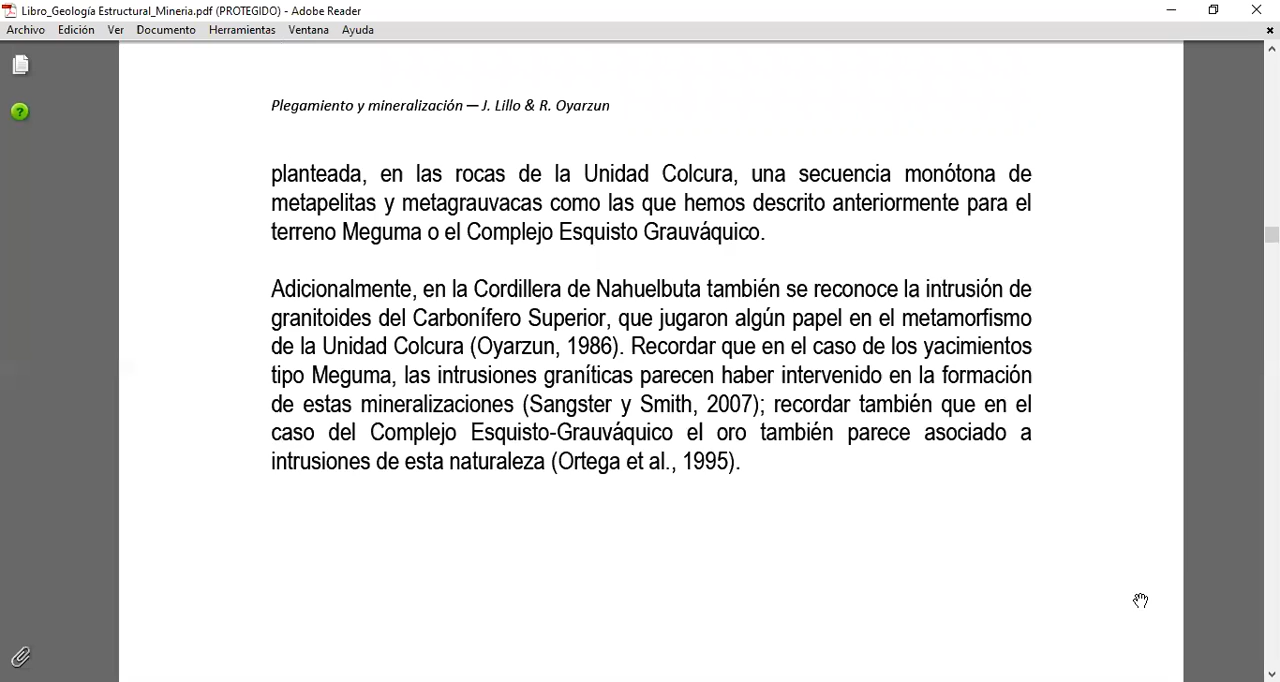 Libro_Geología Estructural_Mineria.pdf (PROTEGIDO) - Adobe Reader
Archivo Edición Ver Documento Herramientas Ventana Ayuda
Plegamiento y mineralización — J. Lillo & R. Oyarzun
planteada, en las rocas de la Unidad Colcura, una secuencia monótona de
metapelitas y metagrauvacas como las que hemos descrito anteriormente para el
terreno Meguma o el Complejo Esquisto Grauváquico.
Adicionalmente, en la Cordillera de Nahuelbuta también se reconoce la intrusión de
granitoides del Carbonífero Superior, que jugaron algún papel en el metamorfismo
de la Unidad Colcura (Oyarzun, 1986). Recordar que en el caso de los yacimientos
tipo Meguma, las intrusiones graníticas parecen haber intervenido en la formación
de estas mineralizaciones (Sangster y Smith, 2007); recordar también que en el
caso del Complejo Esquisto-Grauváquico el oro también parece asociado a
intrusiones de esta naturaleza (Ortega et al., 1995).